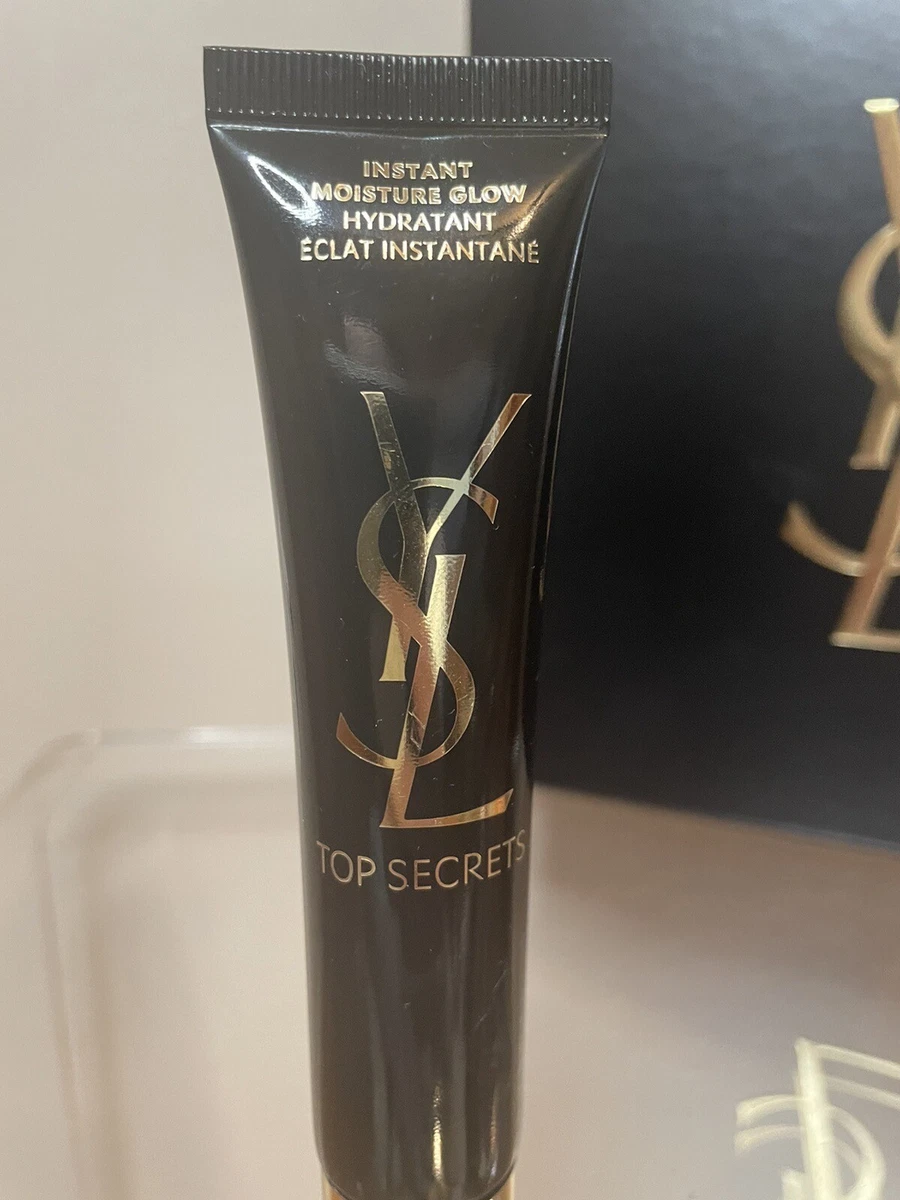 INSTANT
MOISTURE GLOW
HYDRATANT
ÉCLAT INSTANTANÉ
YSL
TOP SECRETS